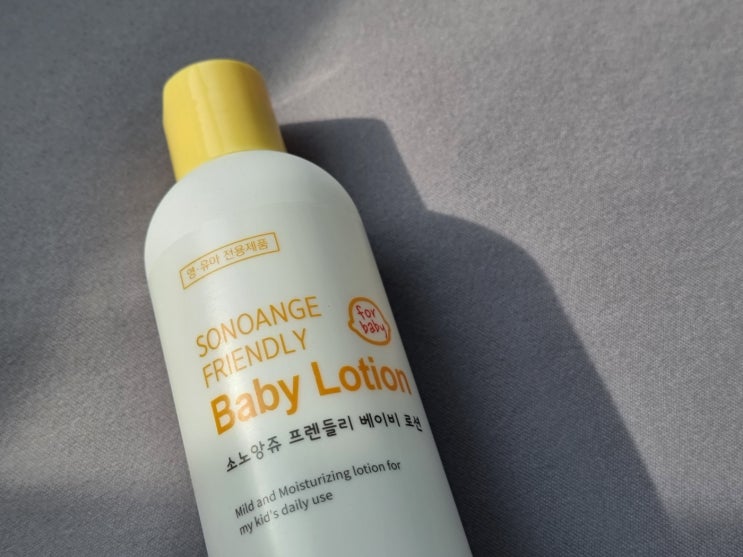 영·유아 전용제품
SONOANGE
FRIENDLY
for
baby
Baby Lotion
소노앙쥬 프렌들리 베이비 로션
Mild and Moisturizing lotion for
my kid's daily use